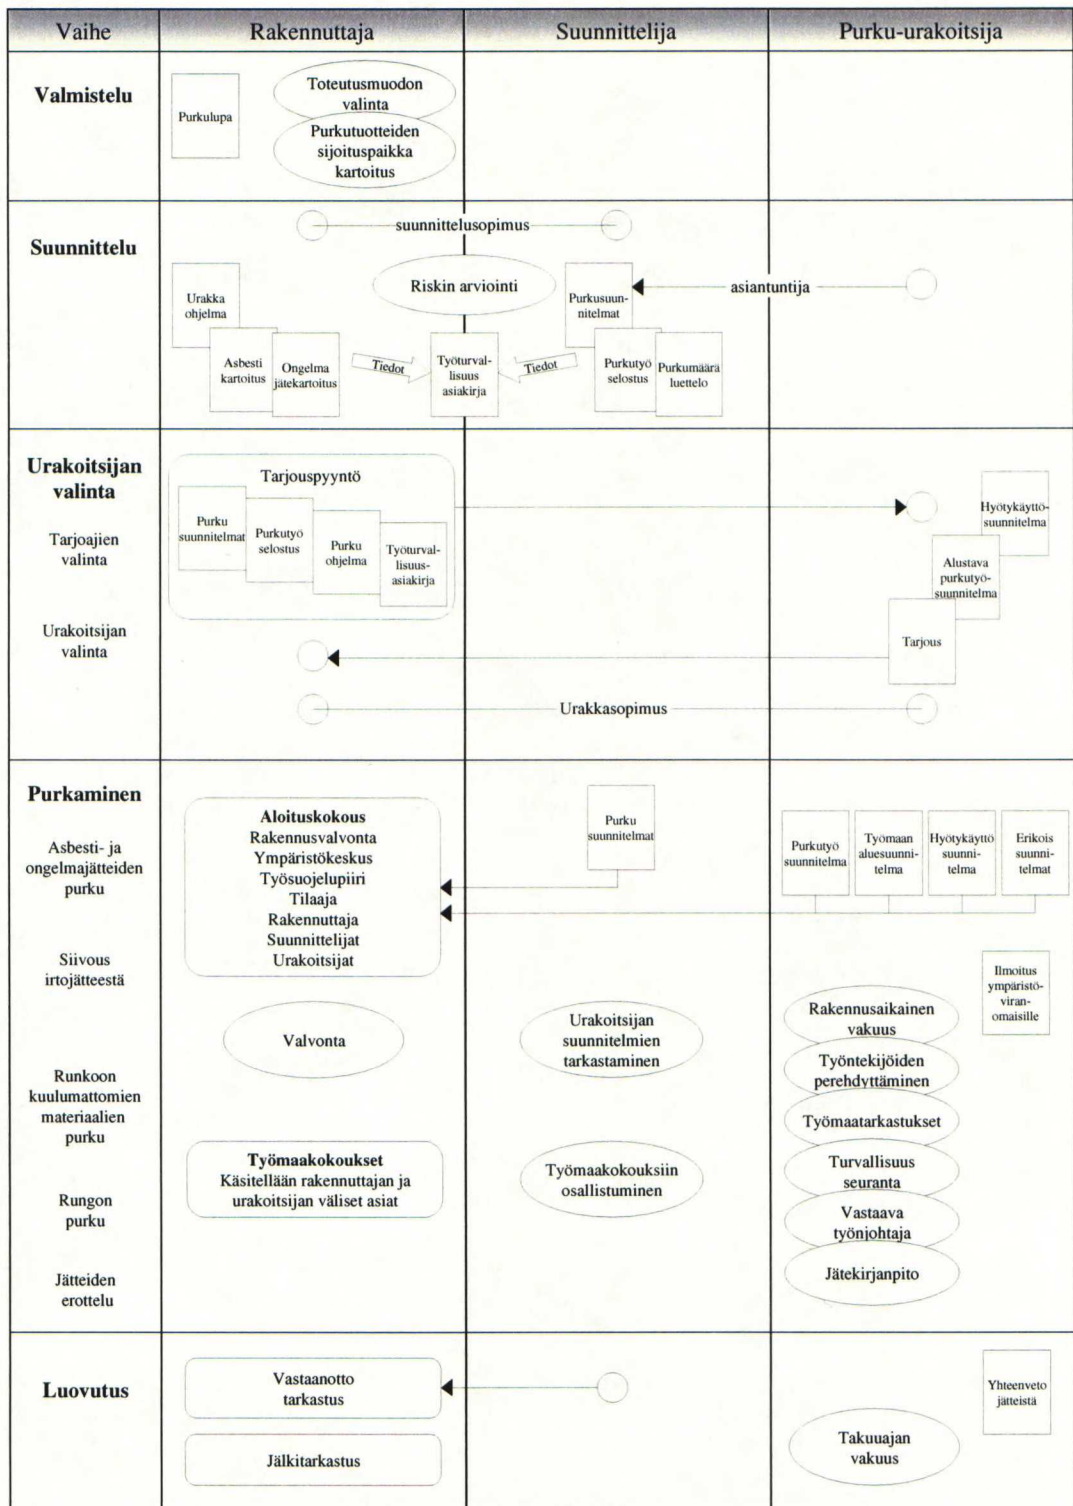 Vaihe
Rakennuttaja
Suunnittelija
Purku-urakoitsija
Valmistelu
Purkulupa
Toteutusmuodon
valinta
Purkutuotteiden
sijoituspaikka
kartoitus
Suunnittelu
suunnittelusopimus
Urakka
ohjelma
Asbesti
kartoitus
Ongelma
jätekartoitus
Riskin arviointi
Tiedot
Työturval-
lisuus
asiakirja
Tiedot
Purkusuun-
nitelmat
Purkutyö
selostus
Purkumäärä
luettelo
asiantuntija
Urakoitsijan
valinta
Tarjoajien
valinta
Urakoitsijan
valinta
Tarjouspyyntö
Purku
suunnitelmat
Purkutyö
selostus
Purku
ohjelma
Työturval-
lisuus-
asiakirja
Hyötykäyttö-
suunnitelma
Alustava
purkutyö-
suunnitelma
Tarjous
Urakkasopimus
Purkaminen
Asbesti- ja
ongelmajätteiden
purku
Siivous
irtojätteestä
Runkoon
kuulumattomien
materiaalien
purku
Rungon
purku
Jätteiden
erottelu
Aloituskokous
Rakennusvalvonta
Ympäristökeskus
Työsuojelupiiri
Tilaaja
Rakennuttaja
Suunnittelijat
Urakoitsijat
Valvonta
Työmaakokoukset
Käsitellään rakennuttajan ja
urakoitsijan väliset asiat
Purku
suunnitelmat
Urakoitsijan
suunnitelmien
tarkastaminen
Työmaakokouksiin
osallistuminen
Purkutyö
suunnitelma
Työmaan
aluesuunni-
telma
Hyötykäyttö
suunni-
telma
Erikois
suunni-
telmat
Ilmoitus
ympäristö-
viran-
omaisille
Rakennusaikainen
vakuus
Työntekijöiden
perehdyttäminen
Työmaatarkastukset
Turvallisuus
seuranta
Vastaava
työnjohtaja
Jätekirjanpito
Luovutus
Vastaanotto
tarkastus
Jälkitarkastus
Yhteenveto
jätteistä
Takuuajan
vakuus